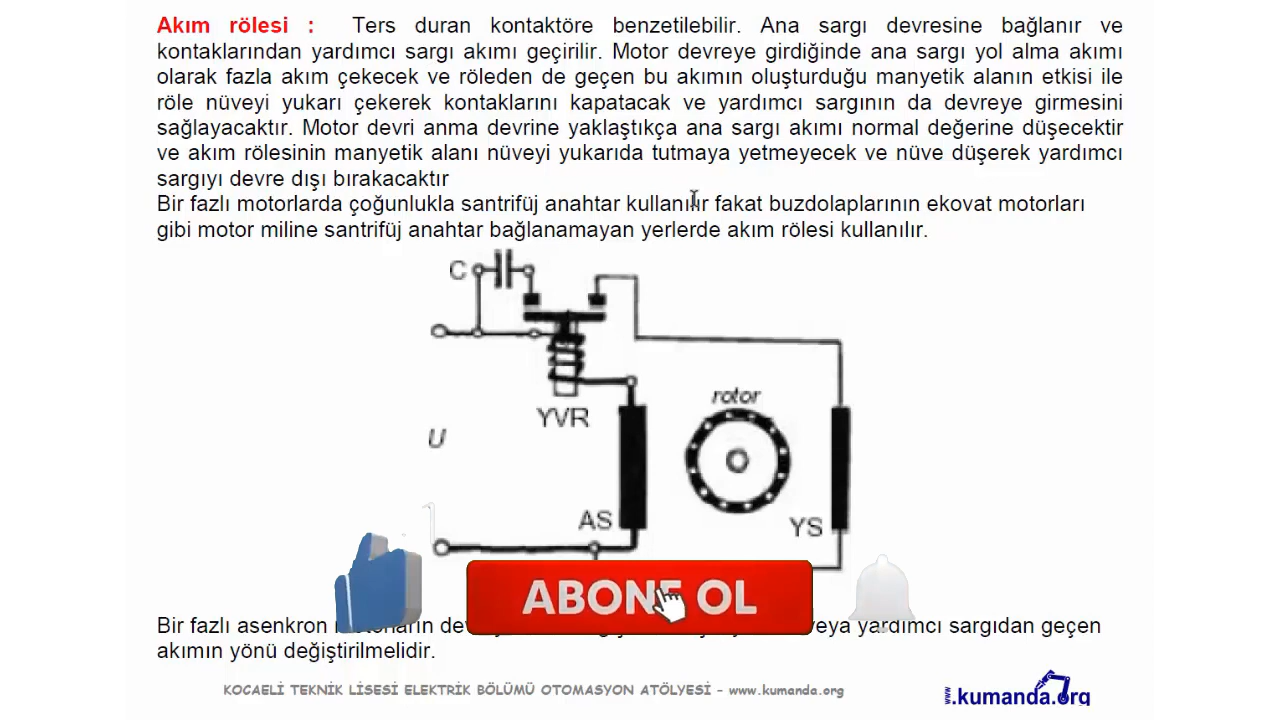 Akım rölesi : Ters duran kontaktöre benzetilebilir. Ana sargı devresine bağlanır ve
kontaklarından yardımcı sargı akımı geçirilir. Motor devreye girdiğinde ana sargı yol alma akımı
olarak fazla akım çekecek ve röleden de geçen bu akımın oluşturduğu manyetik alanın etkisi ile
röle nüveyi yukarı çekerek kontaklarını kapatacak ve yardımcı sargının da devreye girmesini
sağlayacaktır. Motor devri anma devrine yaklaştıkça ana sargı akımı normal değerine düşecektir
ve akım rölesinin manyetik alanı nüveyi yukarıda tutmaya yetmeyecek ve nüve düşerek yardımcı
sargıyı devre dışı bırakacaktır
Bir fazlı motorlarda çoğunlukla santrifüj anahtar kullanılır fakat buzdolaplarının ekovat motorları
gibi motor miline santrifüj anahtar bağlanamayan yerlerde akım rölesi kullanılır.
C
YVR
rotor
U
AS
YS
ABONE OL
Bir fazlı asenkron veya yardımcı sargıdan geçen
akımın yönü değiştirilmelidir.
KOCAELİ TEKNİK LİSESİ ELEKTRİK BÖLÜMÜ OTOMASYON ATÖLYESİ - www.kumanda.org
www.kumanda.org